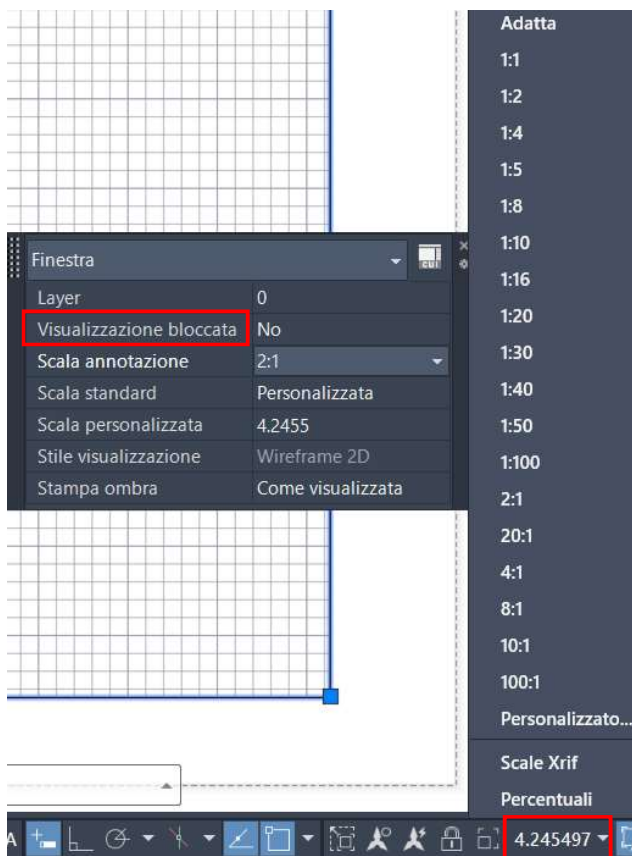 Finestra
CUI
Layer 0
Visualizzazione bloccata No
Scala annotazione 2:1
Scala standard Personalizzata
Scala personalizzata 4.2455
Stile visualizzazione Wireframe 2D
Stampa ombra Come visualizzata
Adatta
1:1
1:2
1:4
1:5
1:8
1:10
1:16
1:20
1:30
1:40
1:50
1:100
2:1
20:1
4:1
8:1
10:1
100:1
Personalizzato...
Scale Xrif
Percentuali
A
4.245497